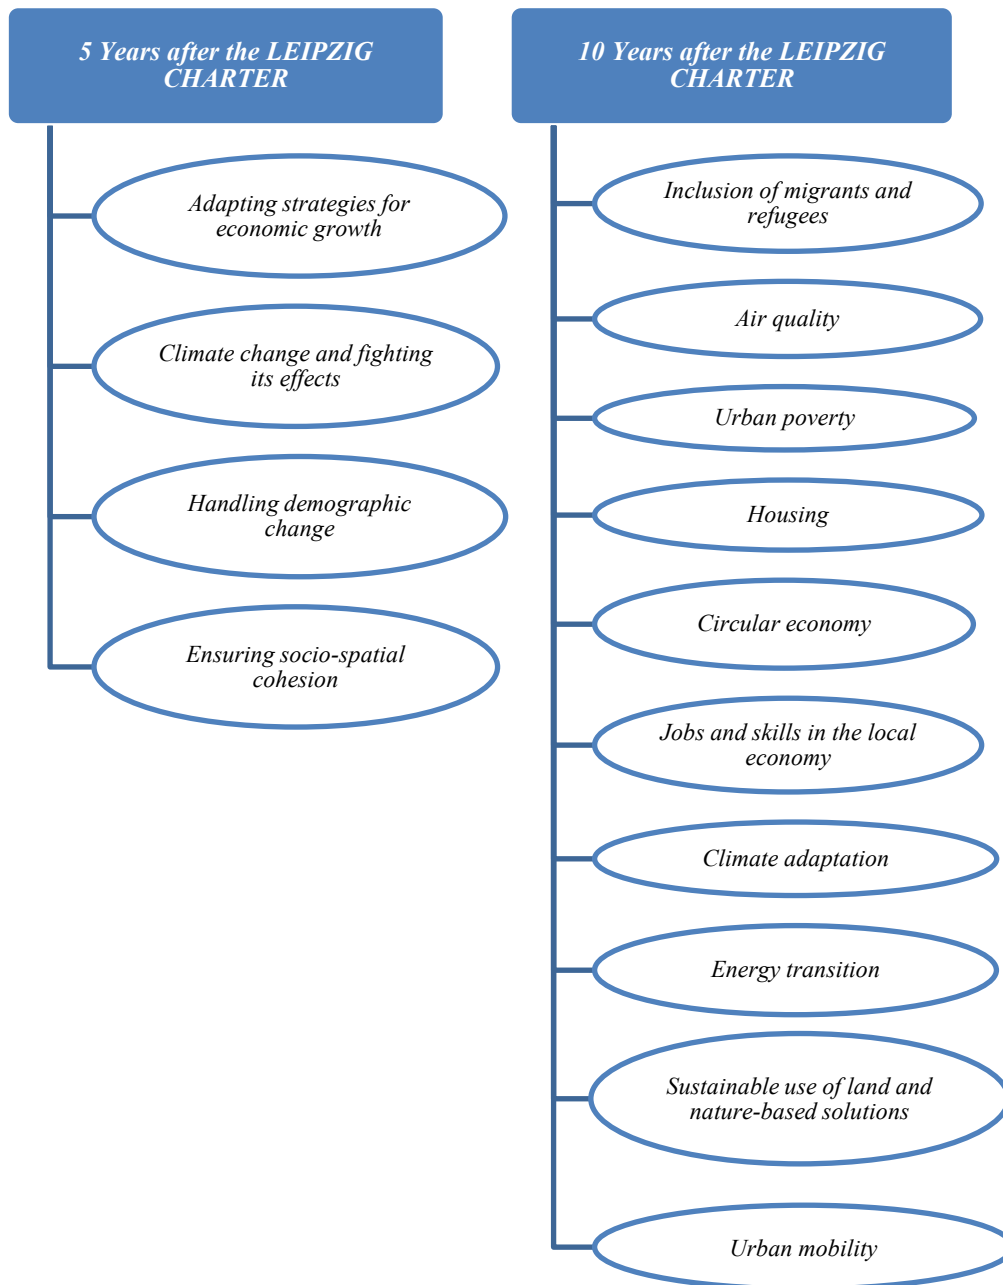 5 Years after the LEIPZIG
CHARTER
Adapting strategies for
economic growth
Climate change and fighting
its effects
Handling demographic
change
Ensuring socio-spatial
cohesion
10 Years after the LEIPZIG
CHARTER
Inclusion of migrants and
refugees
Air quality
Urban poverty
Housing
Circular economy
Jobs and skills in the local
economy
Climate adaptation
Energy transition
Sustainable use of land and
nature-based solutions
Urban mobility